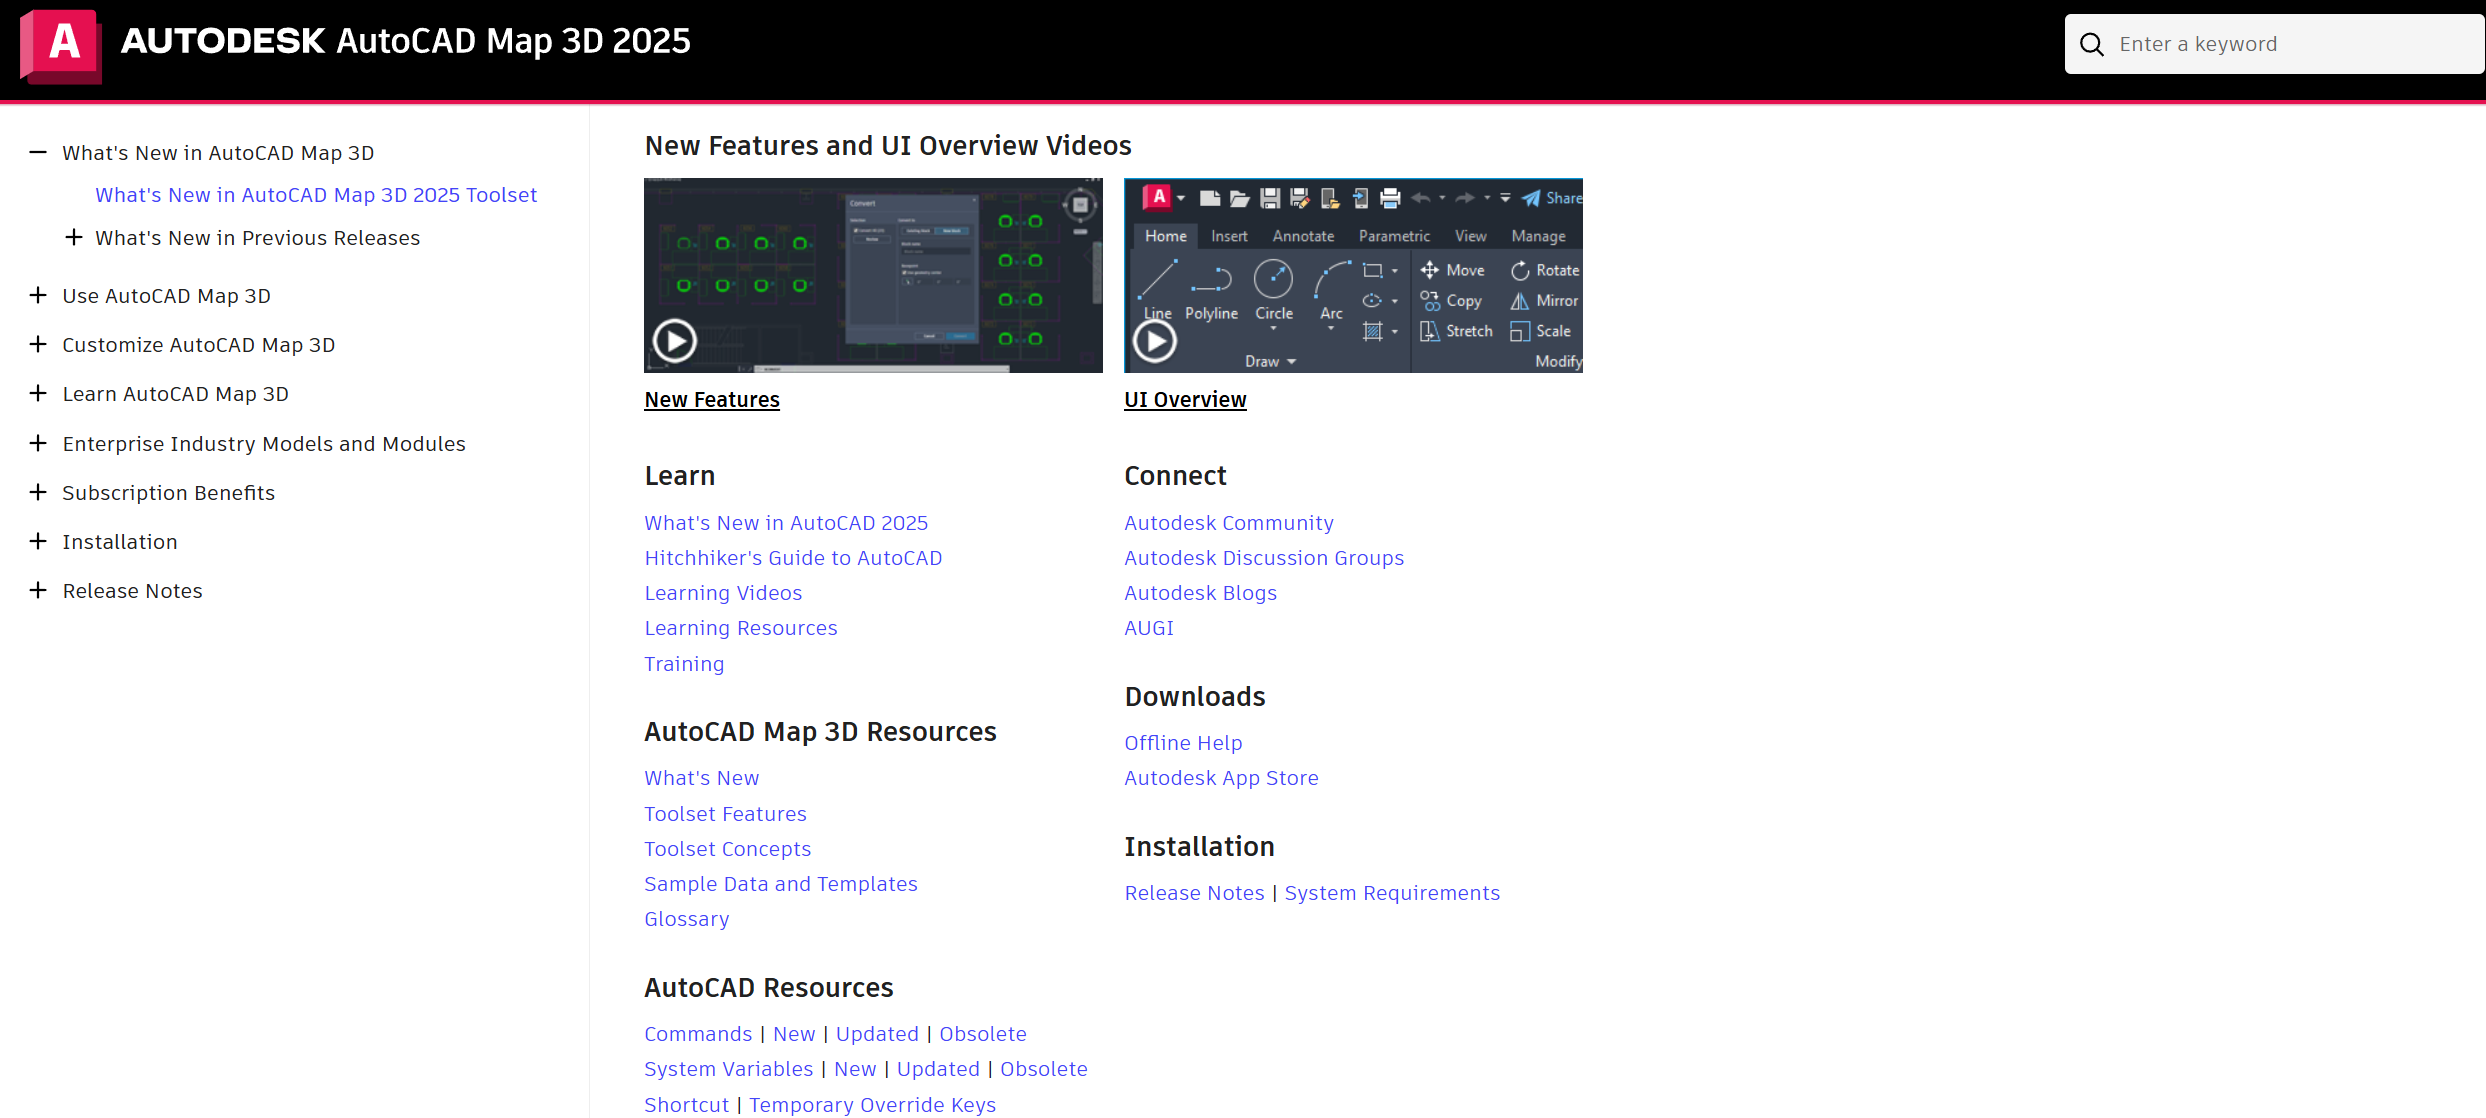 A AUTODESK AutoCAD Map 3D 2025
Enter a keyword
What's New in AutoCAD Map 3D
What's New in AutoCAD Map 3D 2025 Toolset
What's New in Previous Releases
Use AutoCAD Map 3D
Customize AutoCAD Map 3D
Learn AutoCAD Map 3D
Enterprise Industry Models and Modules
Subscription Benefits
Installation
Release Notes
New Features and UI Overview Videos
Convert
New Features
A Share
Home Insert Annotate Parametric View Manage
Line Polyline Circle Arc
Move Rotate
Copy Mirror
Stretch Scale
Draw Modify
UI Overview
Learn
What's New in AutoCAD 2025
Hitchhiker's Guide to AutoCAD
Learning Videos
Learning Resources
Training
AutoCAD Map 3D Resources
What's New
Toolset Features
Toolset Concepts
Sample Data and Templates
Glossary
AutoCAD Resources
Commands | New | Updated | Obsolete
System Variables | New | Updated | Obsolete
Shortcut | Temporary Override Keys
Connect
Autodesk Community
Autodesk Discussion Groups
Autodesk Blogs
AUGI
Downloads
Offline Help
Autodesk App Store
Installation
Release Notes | System Requirements